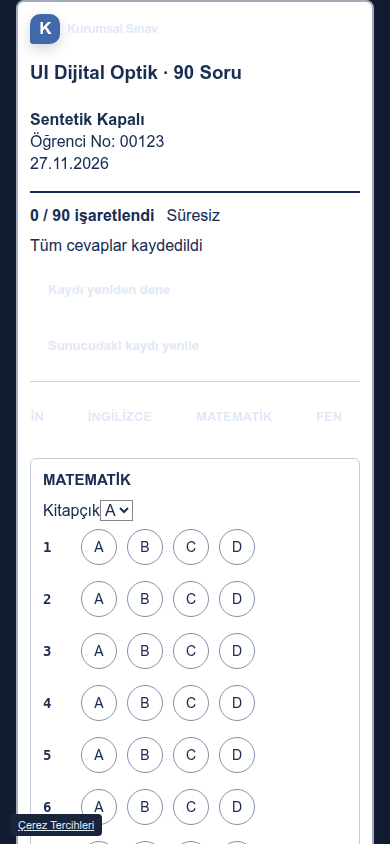 K Kurumsal Sınav
UI Dijital Optik · 90 Soru
Sentetik Kapalı
Öğrenci No: 00123
27.11.2026
0 / 90 işaretlendi Süresiz
Tüm cevaplar kaydedildi
Kaydı yeniden dene
Sunucudaki kaydı yenile
İN İNGİLİZCE MATEMATİK FEN
MATEMATİK
Kitapçık A
1 A B C D
2 A B C D
3 A B C D
4 A B C D
5 A B C D
6 A B C D
Çerez Tercihleri